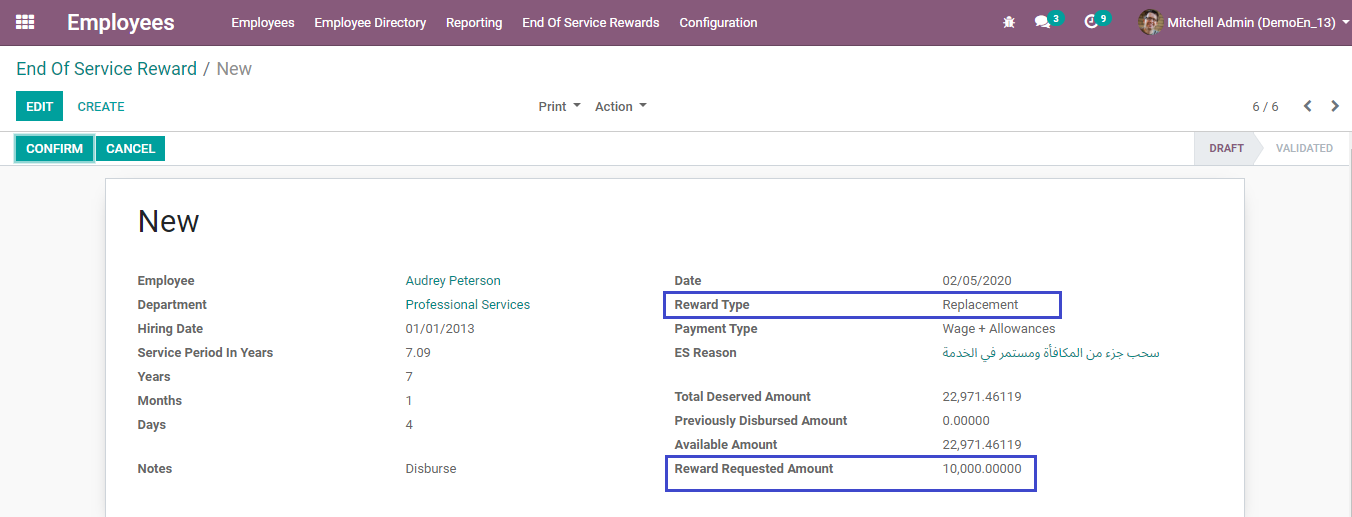 Employees Employees Employee Directory Reporting End Of Service Rewards Configuration 3 9 Mitchell Admin (DemoEn_13)
End Of Service Reward / New
EDIT CREATE Print Action 6 / 6
CONFIRM CANCEL DRAFT VALIDATED
New
Employee Audrey Peterson
Department Professional Services
Hiring Date 01/01/2013
Service Period In Years 7.09
Years 7
Months 1
Days 4
Notes Disburse
Date 02/05/2020
Reward Type Replacement
Payment Type Wage + Allowances
ES Reason سحب جزء من المكافأة ومستمر في الخدمة
Total Deserved Amount 22,971.46119
Previously Disbursed Amount 0.00000
Available Amount 22,971.46119
Reward Requested Amount 10,000.00000